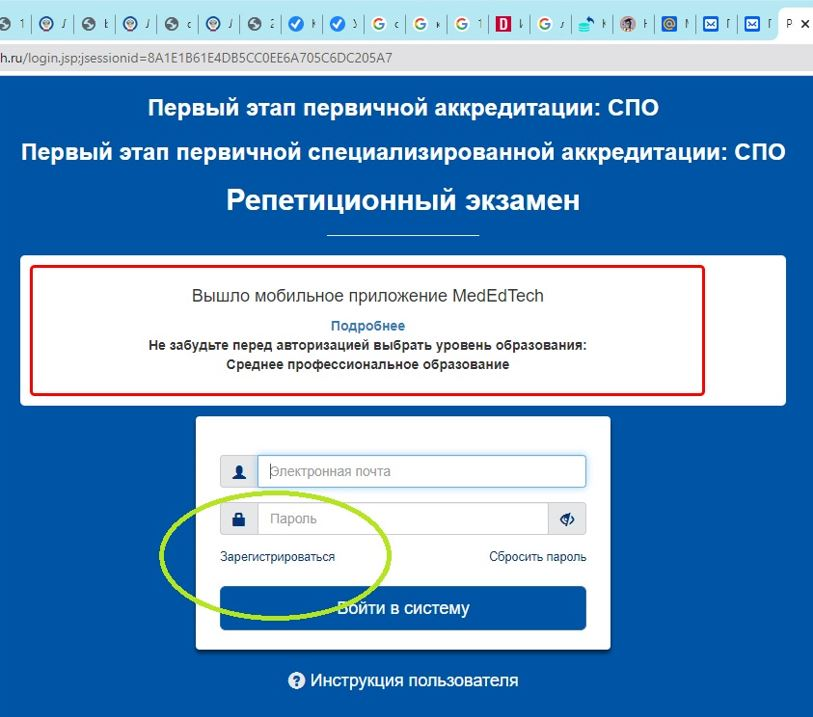 h.ru/login.jsp;jsessionid=8A1E1B61E4DB5CC0EE6A705C6DC205A7
Первый этап первичной аккредитации: СПО
Первый этап первичной специализированной аккредитации: СПО
Репетиционный экзамен
Вышло мобильное приложение MedEdTech
Подробнее
Не забудьте перед авторизацией выбрать уровень образования:
Среднее профессиональное образование
Электронная почта
Пароль
Зарегистрироваться Сбросить пароль
Войти в систему
Инструкция пользователя